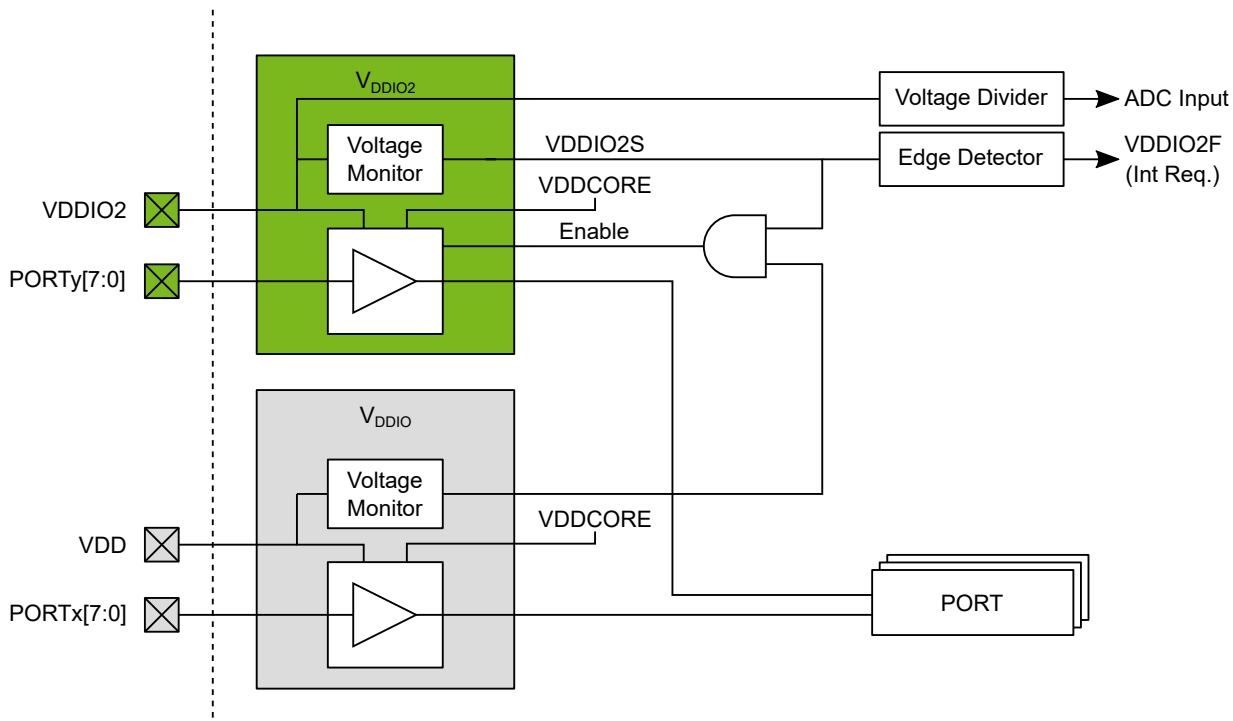 VDDIO2
Voltage Divider
ADC Input
Voltage
Monitor
VDDIO2S
Edge Detector
VDDIO2F
(Int Req.)
VDDCORE
VDDIO2
Enable
PORTy[7:0]
VDDIO
Voltage
Monitor
VDDCORE
VDD
PORTx[7:0]
PORT